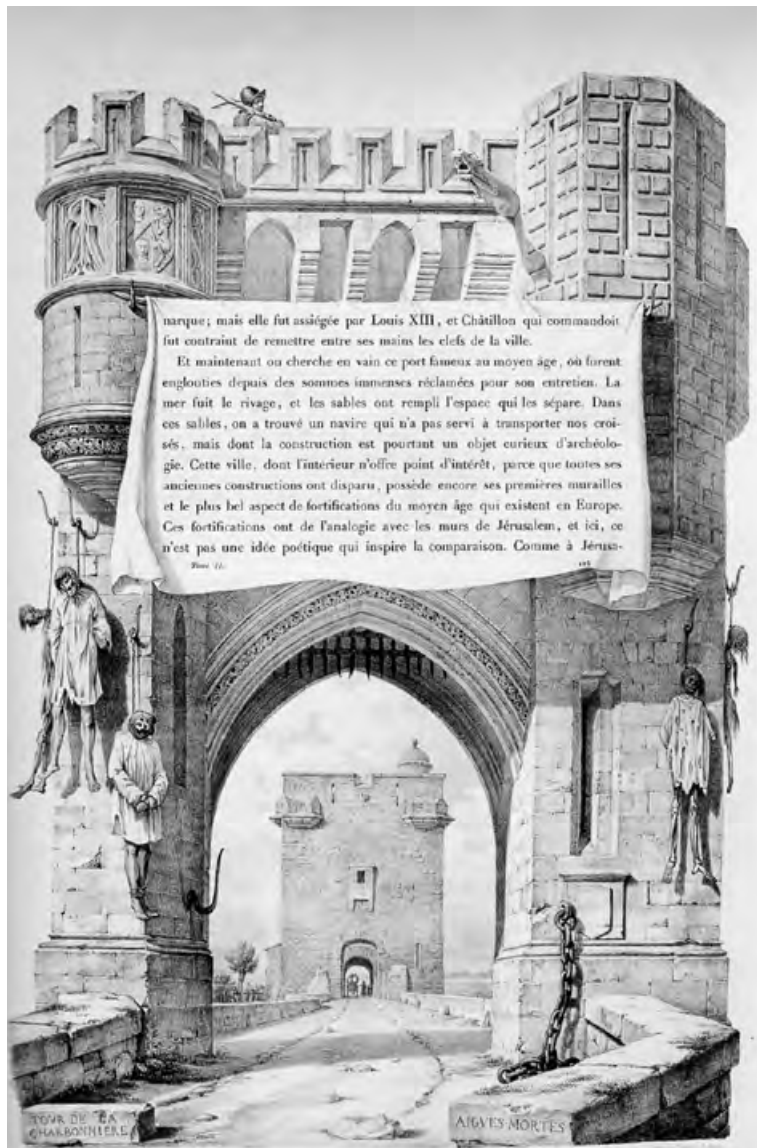 narque; mais elle fut assiégée par Louis XIII, et Châtillon qui commandoit
fut contraint de remettre entre ses mains les clefs de la ville.
Et maintenant on cherche en vain ce port fameux au moyen âge, où furent
englouties depuis des sommes immenses réclamées pour son entretien. La
mer fuit le rivage, et les sables ont rempli l'espace qui les sépare. Dans
ces sables, on a trouvé un navire qui n'a pas servi à transporter nos croi-
sés, mais dont la construction est pourtant un objet curieux d'archéolo-
gie. Cette ville, dont l'intérieur n'offre point d'intérêt, parce que toutes ses
anciennes constructions ont disparu, possède encore ses premières murailles
et le plus bel aspect de fortifications du moyen âge qui existent en Europe.
Ces fortifications ont de l'analogie avec les murs de Jérusalem, et ici, ce
n'est pas une idée poétique qui inspire la comparaison. Comme à Jérusa-
Tome II.
TOUR DE LA
CHARBONNIERE
AIGVES MORTES